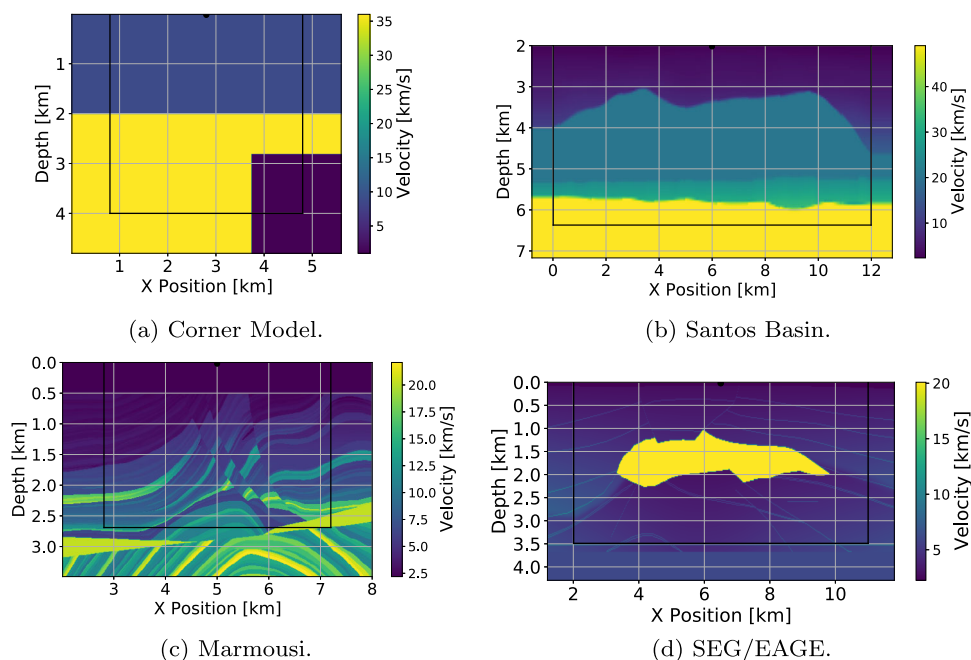 Depth [km]
1
2
3
4
1 2 3 4 5
X Position [km]
35
30
25
20
15
10
5
Velocity [km/s]
(a) Corner Model.
Depth [km]
2
3
4
5
6
7
0 2 4 6 8 10 12
X Position [km]
40
30
20
10
Velocity [km/s]
(b) Santos Basin.
Depth [km]
0.0
0.5
1.0
1.5
2.0
2.5
3.0
3 4 5 6 7 8
X Position [km]
20.0
17.5
15.0
12.5
10.0
7.5
5.0
2.5
Velocity [km/s]
(c) Marmousi.
Depth [km]
0.0
0.5
1.0
1.5
2.0
2.5
3.0
3.5
4.0
2 4 6 8 10
X Position [km]
20
15
10
5
Velocity [km/s]
(d) SEG/EAGE.